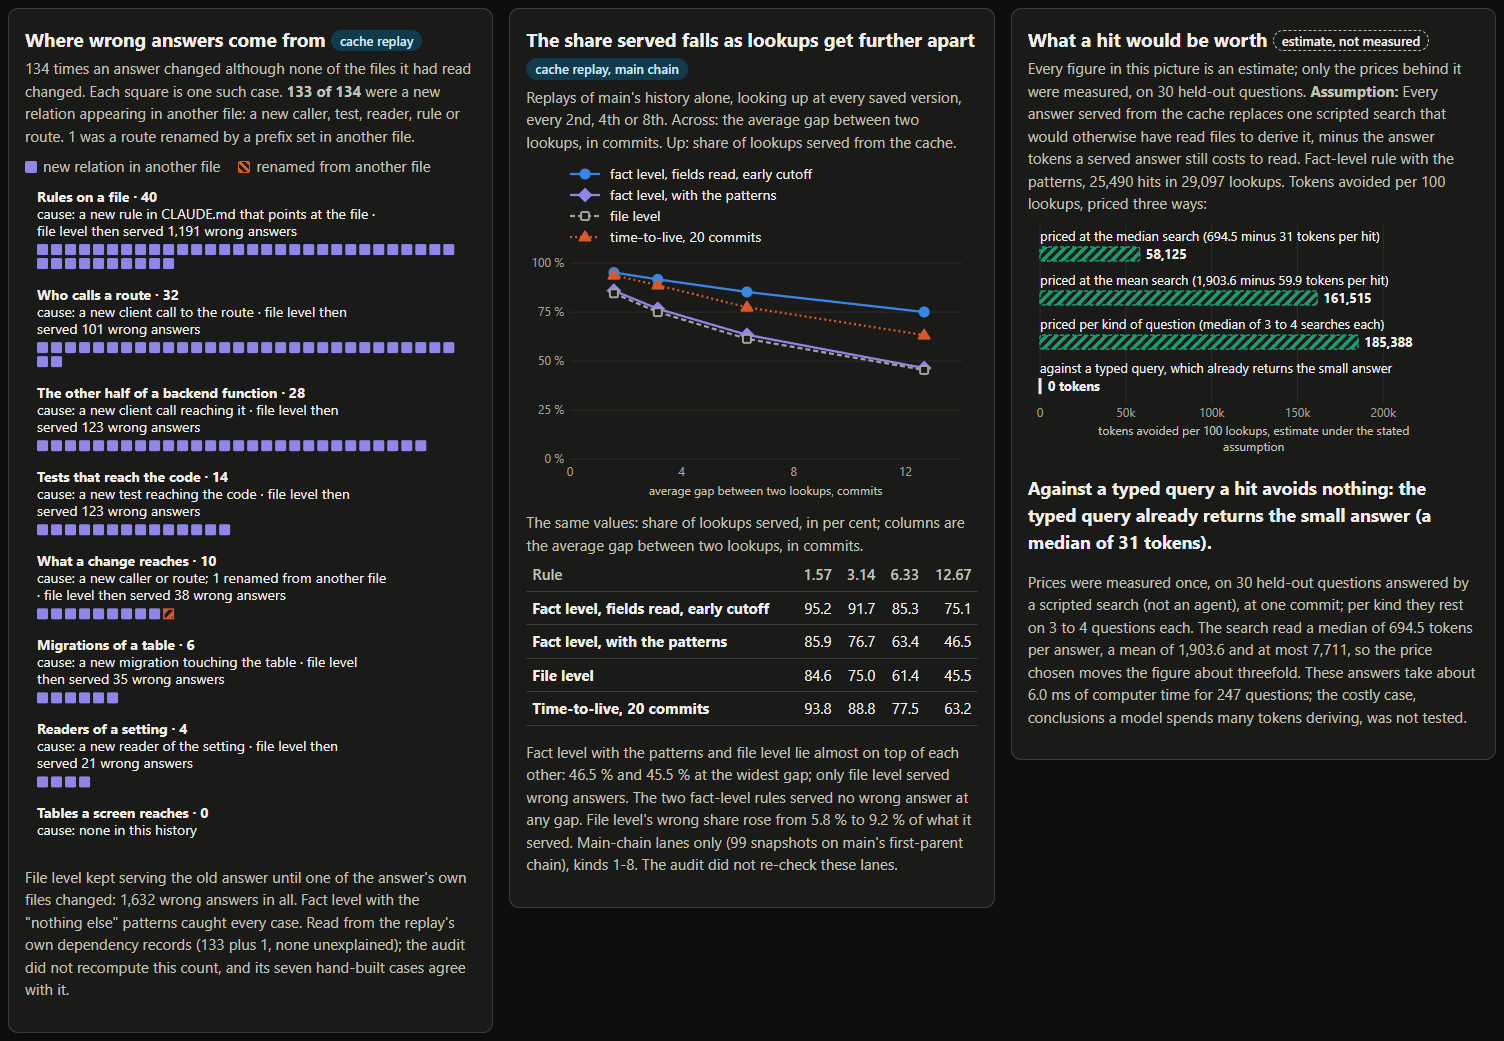 Where wrong answers come from cache replay
134 times an answer changed although none of the files it had read
changed. Each square is one such case. 133 of 134 were a new
relation appearing in another file: a new caller, test, reader, rule or
route. 1 was a route renamed by a prefix set in another file.
new relation in another file renamed from another file
Rules on a file · 40
cause: a new rule in CLAUDE.md that points at the file ·
file level then served 1,191 wrong answers
Who calls a route · 32
cause: a new client call to the route · file level then
served 101 wrong answers
The other half of a backend function · 28
cause: a new client call reaching it · file level then
served 123 wrong answers
Tests that reach the code · 14
cause: a new test reaching the code · file level then
served 123 wrong answers
What a change reaches · 10
cause: a new caller or route; 1 renamed from another file
· file level then served 38 wrong answers
Migrations of a table · 6
cause: a new migration touching the table · file level
then served 35 wrong answers
Readers of a setting · 4
cause: a new reader of the setting · file level then
served 21 wrong answers
Tables a screen reaches · 0
cause: none in this history
File level kept serving the old answer until one of the answer's own
files changed: 1,632 wrong answers in all. Fact level with the
"nothing else" patterns caught every case. Read from the replay's
own dependency records (133 plus 1, none unexplained); the audit
did not recompute this count, and its seven hand-built cases agree
with it.
The share served falls as lookups get further apart
cache replay, main chain
Replays of main's history alone, looking up at every saved version,
every 2nd, 4th or 8th. Across: the average gap between two
lookups, in commits. Up: share of lookups served from the cache.
fact level, fields read, early cutoff
fact level, with the patterns
file level
time-to-live, 20 commits
100 %
75 %
50 %
25 %
0 %
0 4 8 12
average gap between two lookups, commits
The same values: share of lookups served, in per cent; columns are
the average gap between two lookups, in commits.
Rule 1.57 3.14 6.33 12.67
Fact level, fields read, early cutoff 95.2 91.7 85.3 75.1
Fact level, with the patterns 85.9 76.7 63.4 46.5
File level 84.6 75.0 61.4 45.5
Time-to-live, 20 commits 93.8 88.8 77.5 63.2
Fact level with the patterns and file level lie almost on top of each
other: 46.5 % and 45.5 % at the widest gap; only file level served
wrong answers. The two fact-level rules served no wrong answer at
any gap. File level's wrong share rose from 5.8 % to 9.2 % of what it
served. Main-chain lanes only (99 snapshots on main's first-parent
chain), kinds 1-8. The audit did not re-check these lanes.
What a hit would be worth estimate, not measured
Every figure in this picture is an estimate; only the prices behind it
were measured, on 30 held-out questions. Assumption: Every
answer served from the cache replaces one scripted search that
would otherwise have read files to derive it, minus the answer
tokens a served answer still costs to read. Fact-level rule with the
patterns, 25,490 hits in 29,097 lookups. Tokens avoided per 100
lookups, priced three ways:
priced at the median search (694.5 minus 31 tokens per hit)
58,125
priced at the mean search (1,903.6 minus 59.9 tokens per hit)
161,515
priced per kind of question (median of 3 to 4 searches each)
185,388
against a typed query, which already returns the small answer
0 tokens
0 50k 100k 150k 200k
tokens avoided per 100 lookups, estimate under the stated
assumption
Against a typed query a hit avoids nothing: the
typed query already returns the small answer (a
median of 31 tokens).
Prices were measured once, on 30 held-out questions answered by
a scripted search (not an agent), at one commit; per kind they rest
on 3 to 4 questions each. The search read a median of 694.5 tokens
per answer, a mean of 1,903.6 and at most 7,711, so the price
chosen moves the figure about threefold. These answers take about
6.0 ms of computer time for 247 questions; the costly case,
conclusions a model spends many tokens deriving, was not tested.